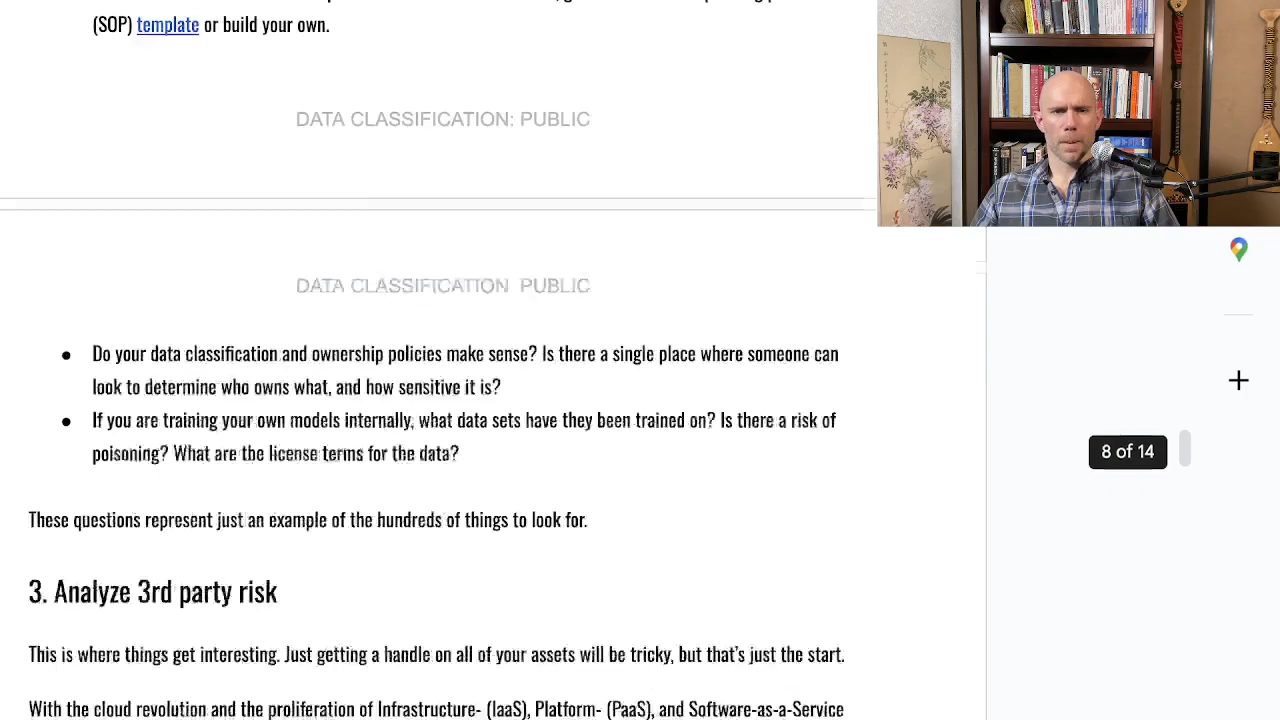 (SOP) template or build your own.
DATA CLASSIFICATION: PUBLIC
DATA CLASSIFICATION PUBLIC
● Do your data classification and ownership policies make sense? Is there a single place where someone can
look to determine who owns what, and how sensitive it is?
● If you are training your own models internally, what data sets have they been trained on? Is there a risk of
poisoning? What are the license terms for the data?
8 of 14
These questions represent just an example of the hundreds of things to look for.
3. Analyze 3rd party risk
This is where things get interesting. Just getting a handle on all of your assets will be tricky, but that's just the start.
With the cloud revolution and the proliferation of Infrastructure- (IaaS), Platform- (PaaS), and Software-as-a-Service